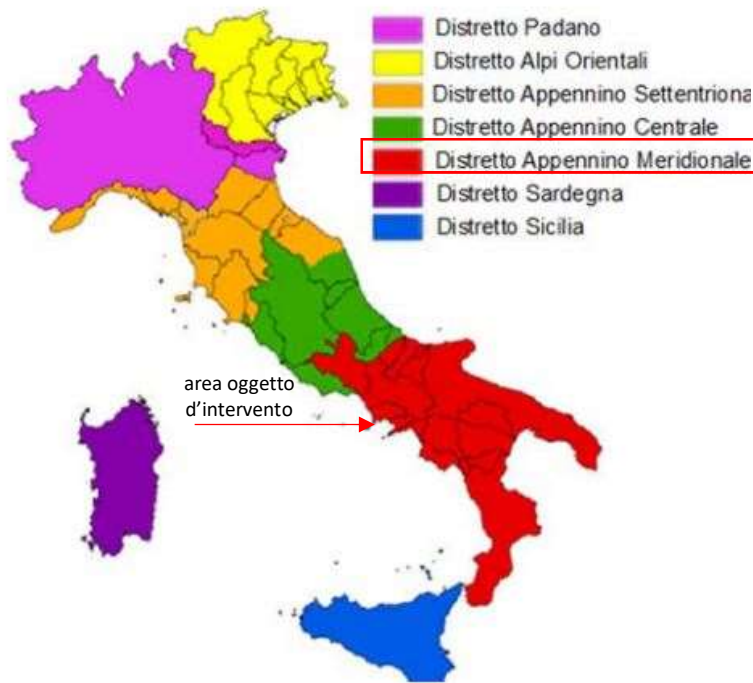 Distretto Padano
Distretto Alpi Orientali
Distretto Appennino Settentriona
Distretto Appennino Centrale
Distretto Appennino Meridionale
Distretto Sardegna
Distretto Sicilia
area oggetto
d'intervento